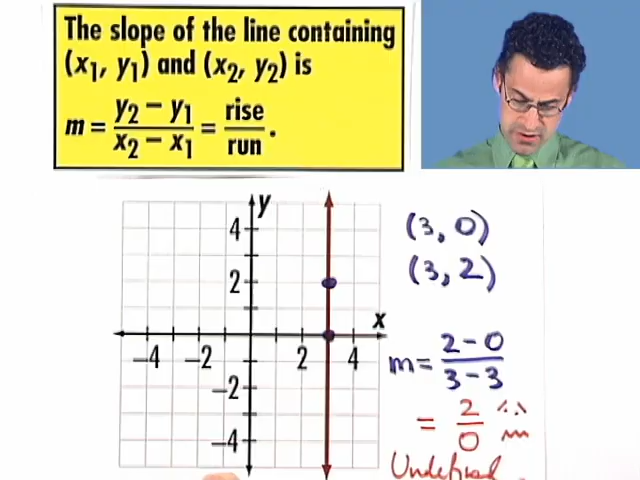 The slope of the line containing
(x₁, y₁) and (x₂, y₂) is
m = y₂ − y₁ / x₂ − x₁ = rise / run.
y
4
2
x
−4 −2 2 4
−2
−4
(3, 0)
(3, 2)
m = 2 − 0 / 3 − 3
= 2 / 0
Undefined